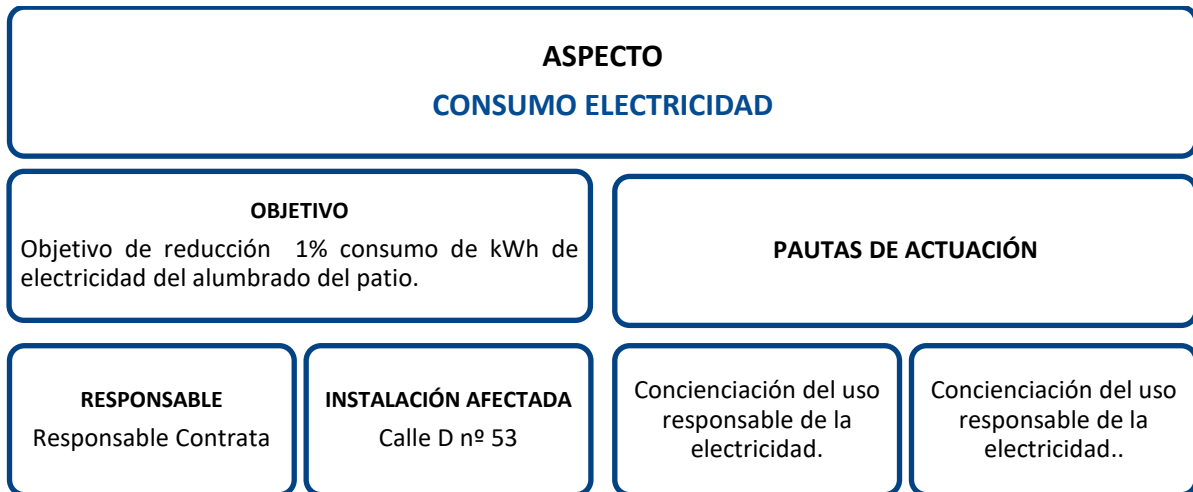 ASPECTO
CONSUMO ELECTRICIDAD
OBJETIVO
Objetivo de reducción 1% consumo de kWh de
electricidad del alumbrado del patio.
PAUTAS DE ACTUACIÓN
RESPONSABLE
Responsable Contrata
INSTALACIÓN AFECTADA
Calle D nº 53
Concienciación del uso
responsable de la
electricidad.
Concienciación del uso
responsable de la
electricidad..